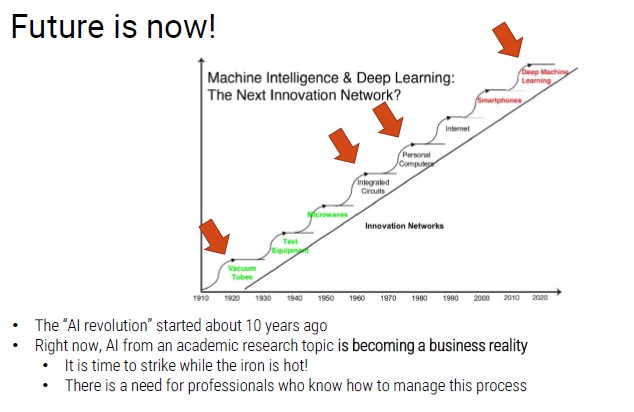 Future is now!
Machine Intelligence & Deep Learning:
The Next Innovation Network?
Deep Machine
Learning
Smartphones
Internet
Personal
Computers
Integrated
Circuits
Microwaves
Innovation Networks
Test
Equipment
Vacuum
Tubes
1910 1920 1930 1940 1950 1960 1970 1980 1990 2000 2010 2020
• The “AI revolution” started about 10 years ago
• Right now, AI from an academic research topic is becoming a business reality
• It is time to strike while the iron is hot!
• There is a need for professionals who know how to manage this process